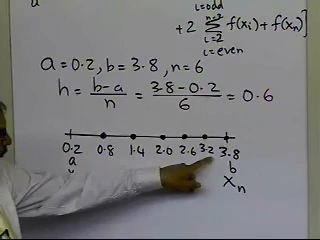 i=odd
+2 Σ f(xᵢ)+f(xₙ)]
i=2
i=even
a=0.2, b=3.8, n=6
h = b-a/n = 3.8-0.2/6 = 0.6
0.2 0.8 1.4 2.0 2.6 3.2 3.8
a b
xₙ